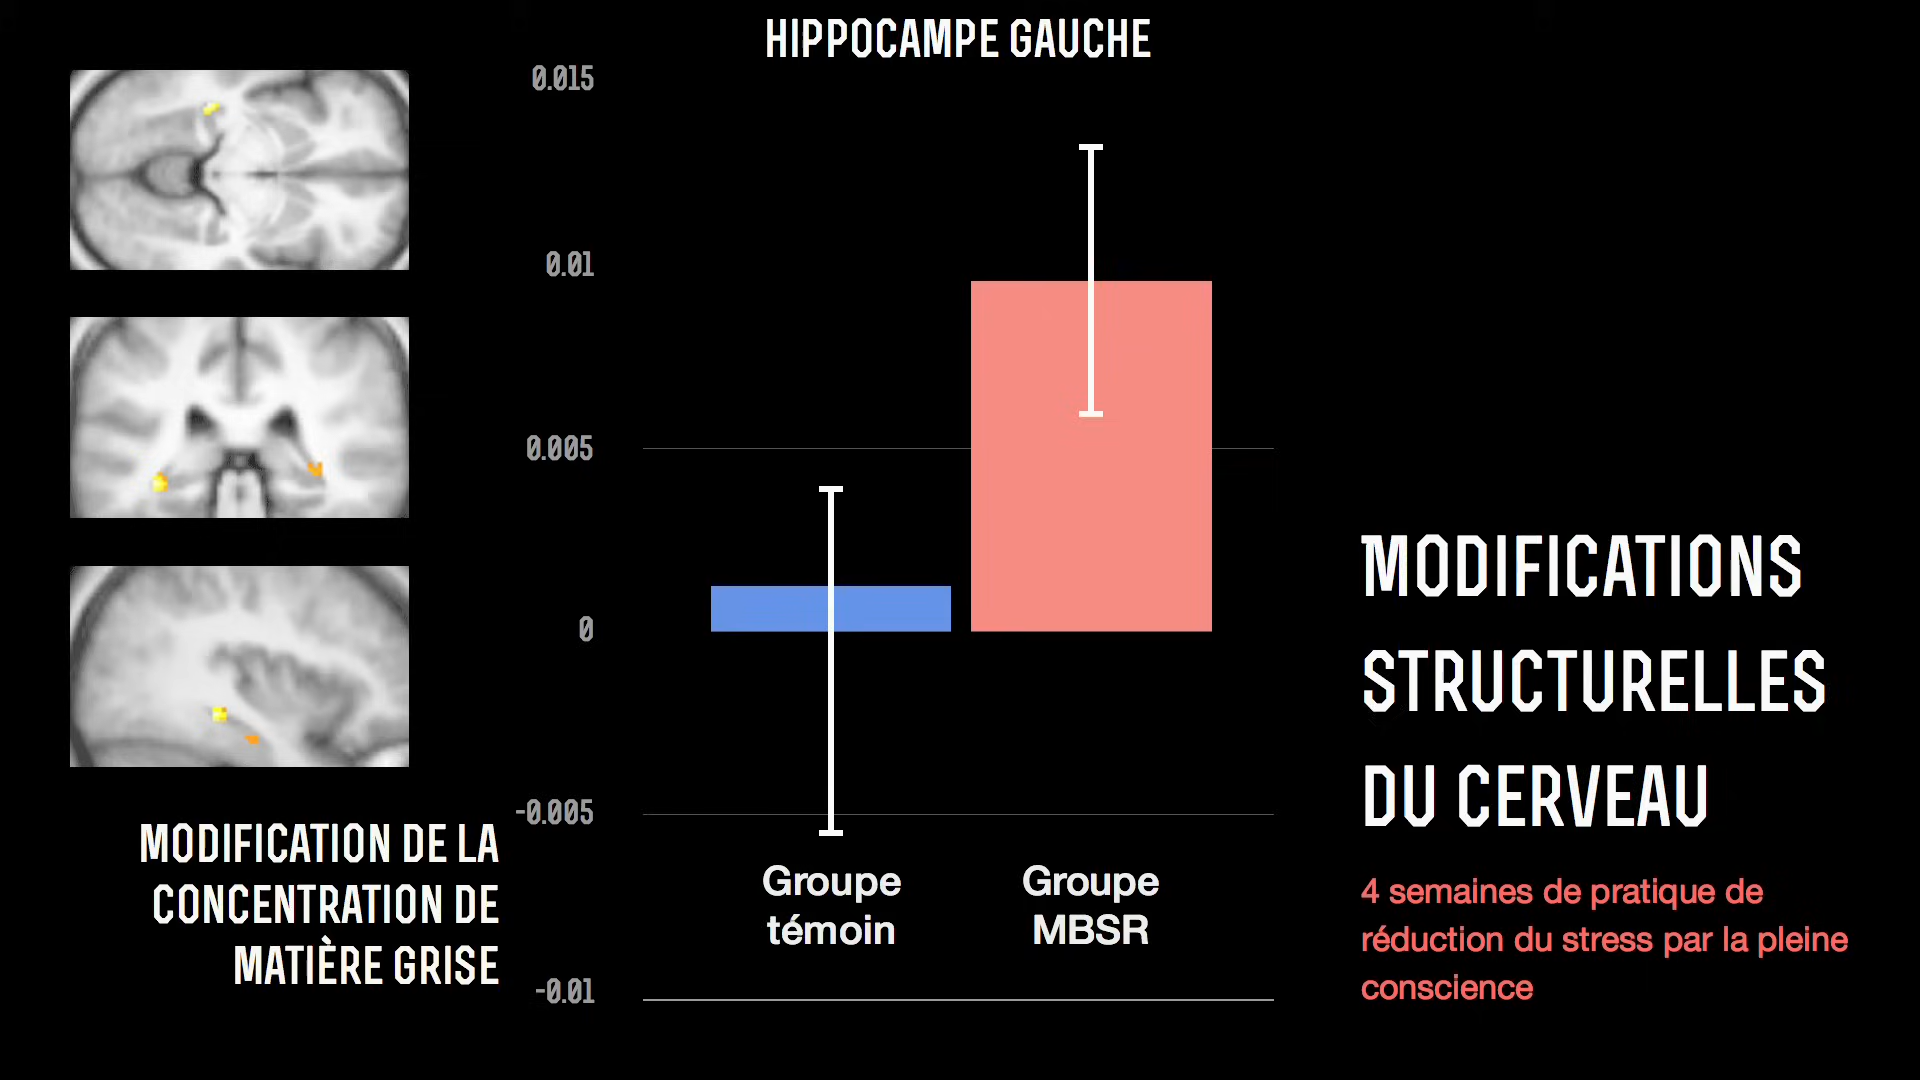 HIPPOCAMPE GAUCHE
0.015
0.01
0.005
0
-0.005
-0.01
Groupe
témoin
Groupe
MBSR
MODIFICATION DE LA
CONCENTRATION DE
MATIÈRE GRISE
MODIFICATIONS
STRUCTURELLES
DU CERVEAU
4 semaines de pratique de
réduction du stress par la pleine
conscience